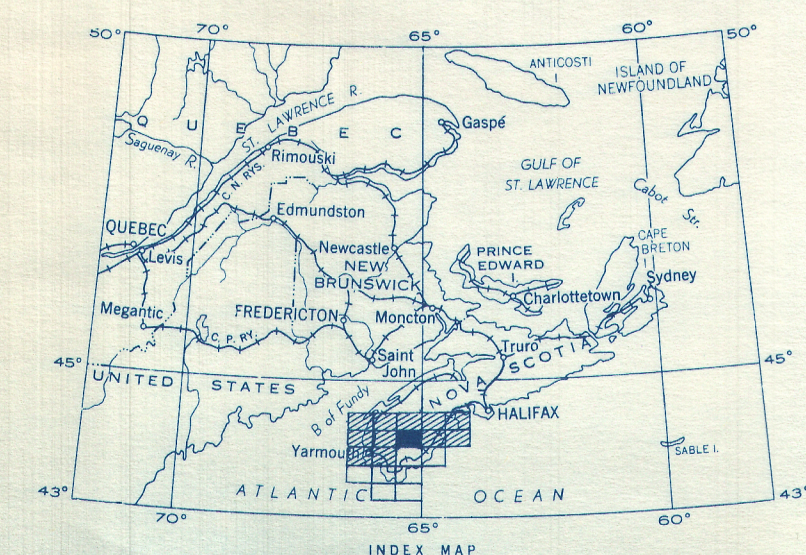 50° 70° 65° 60° 50°
ANTICOSTI
I.
ISLAND OF
NEWFOUNDLAND
Q U E B E C
ST. LAWRENCE R.
Gaspé
Saguenay R.
Rimouski
C. N. RYS.
GULF OF
ST. LAWRENCE
Cabot Str.
Edmundston
QUEBEC
Levis
Newcastle
NEW
BRUNSWICK
PRINCE
EDWARD
I.
CAPE
BRETON
I.
Sydney
Charlottetown
Megantic
FREDERICTON
Moncton
C. P. RY.
Truro
NOVA SCOTIA
Saint
John
45° 45°
UNITED STATES
B of Fundy
HALIFAX
Yarmouth
SABLE I.
ATLANTIC OCEAN
43° 70° 65° 60° 43°
INDEX MAP